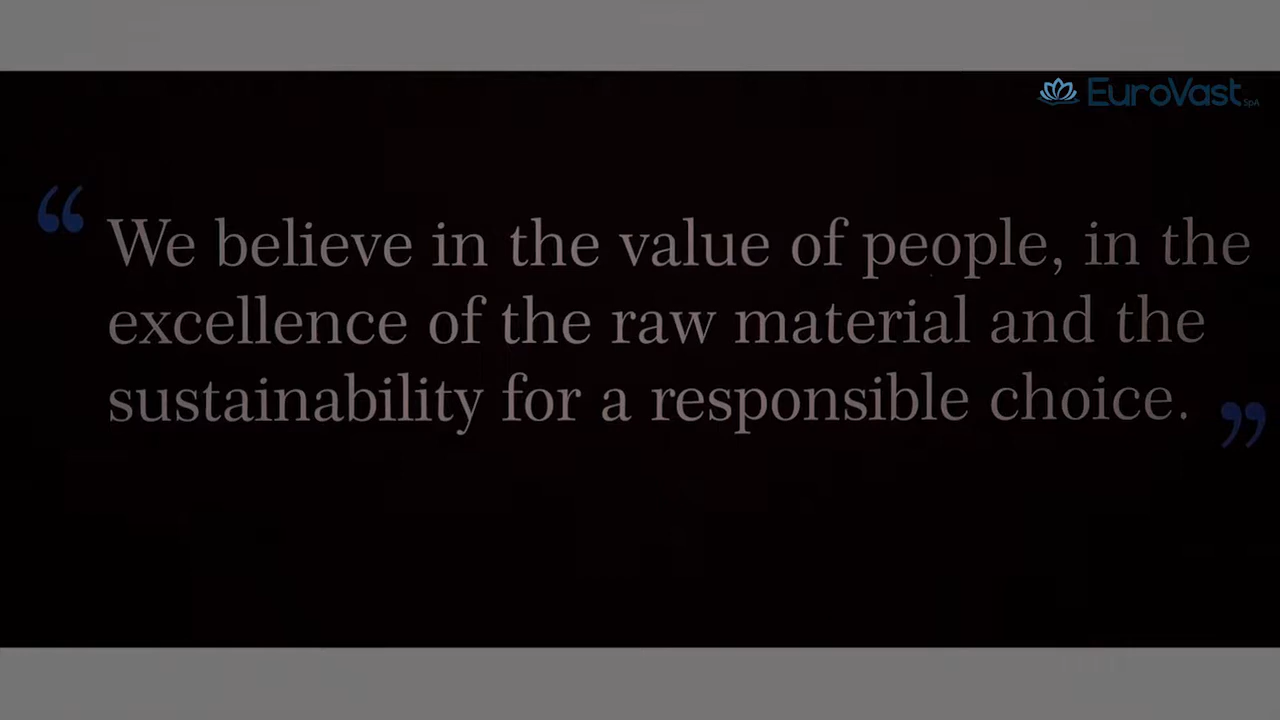 EuroVast SpA
“We believe in the value of people, in the
excellence of the raw material and the
sustainability for a responsible choice.”